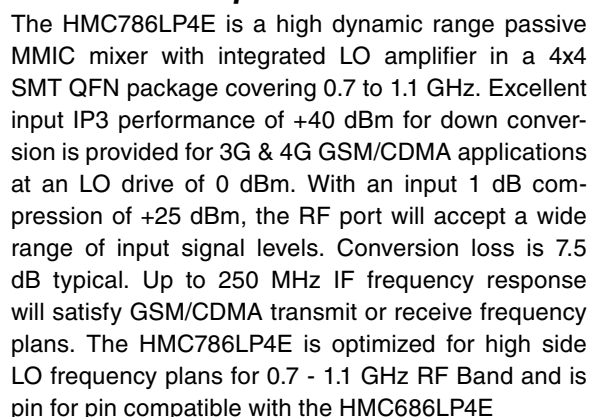 The HMC786LP4E is a high dynamic range passive
MMIC mixer with integrated LO amplifier in a 4x4
SMT QFN package covering 0.7 to 1.1 GHz. Excellent
input IP3 performance of +40 dBm for down conver-
sion is provided for 3G & 4G GSM/CDMA applications
at an LO drive of 0 dBm. With an input 1 dB com-
pression of +25 dBm, the RF port will accept a wide
range of input signal levels. Conversion loss is 7.5
dB typical. Up to 250 MHz IF frequency response
will satisfy GSM/CDMA transmit or receive frequency
plans. The HMC786LP4E is optimized for high side
LO frequency plans for 0.7 - 1.1 GHz RF Band and is
pin for pin compatible with the HMC686LP4E